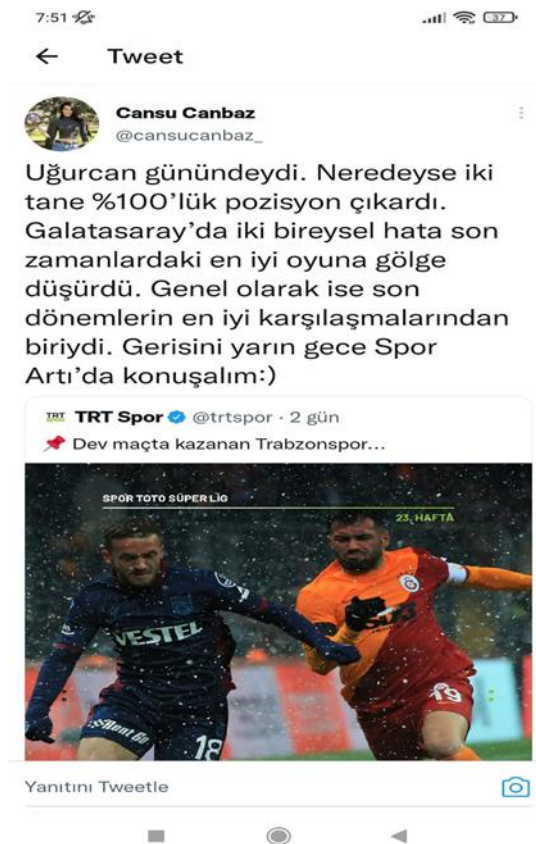 7:51
37
Tweet
Cansu Canbaz
@cansucanbaz_
Uğurcan günündeydi. Neredeyse iki
tane %100’lük pozisyon çıkardı.
Galatasaray’da iki bireysel hata son
zamanlardaki en iyi oyuna gölge
düşürdü. Genel olarak ise son
dönemlerin en iyi karşılaşmalarından
biriydi. Gerisini yarın gece Spor
Artı’da konuşalım:)
TRT TRT Spor @trtspor · 2 gün
Dev maçta kazanan Trabzonspor...
SPOR TOTO SÜPER LİG
23. HAFTA
VESTEL
Rent Go
18
19
Yanıtını Tweetle